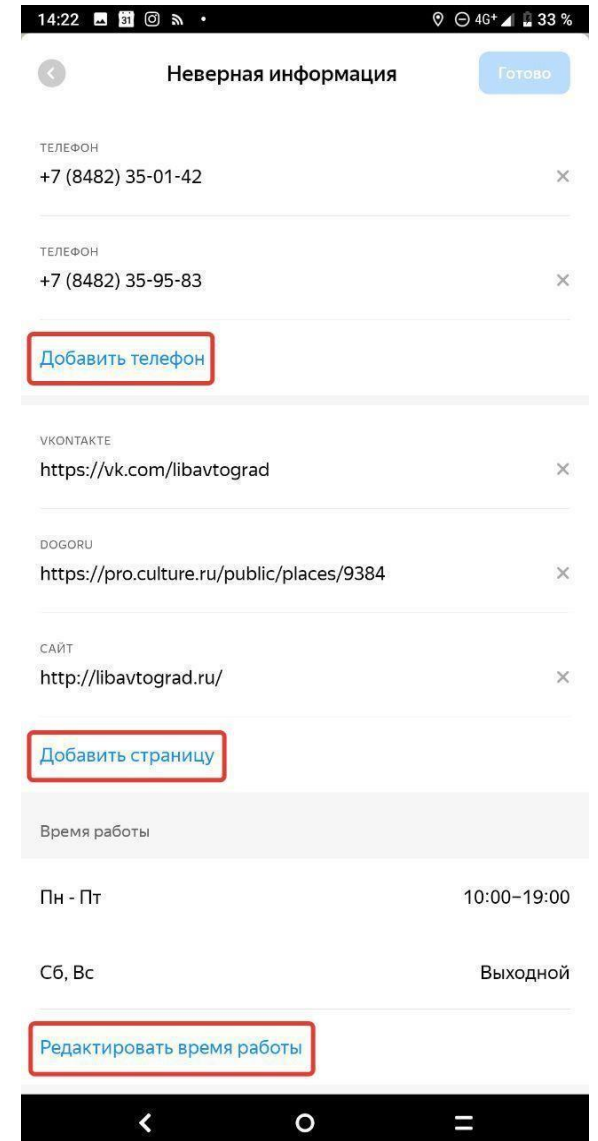 14:22 31 4G+ 33 %
Неверная информация Готово
ТЕЛЕФОН
+7 (8482) 35-01-42
ТЕЛЕФОН
+7 (8482) 35-95-83
Добавить телефон
VKONTAKTE
https://vk.com/libavtograd
DOGORU
https://pro.culture.ru/public/places/9384
САЙТ
http://libavtograd.ru/
Добавить страницу
Время работы
Пн - Пт 10:00–19:00
Сб, Вс Выходной
Редактировать время работы